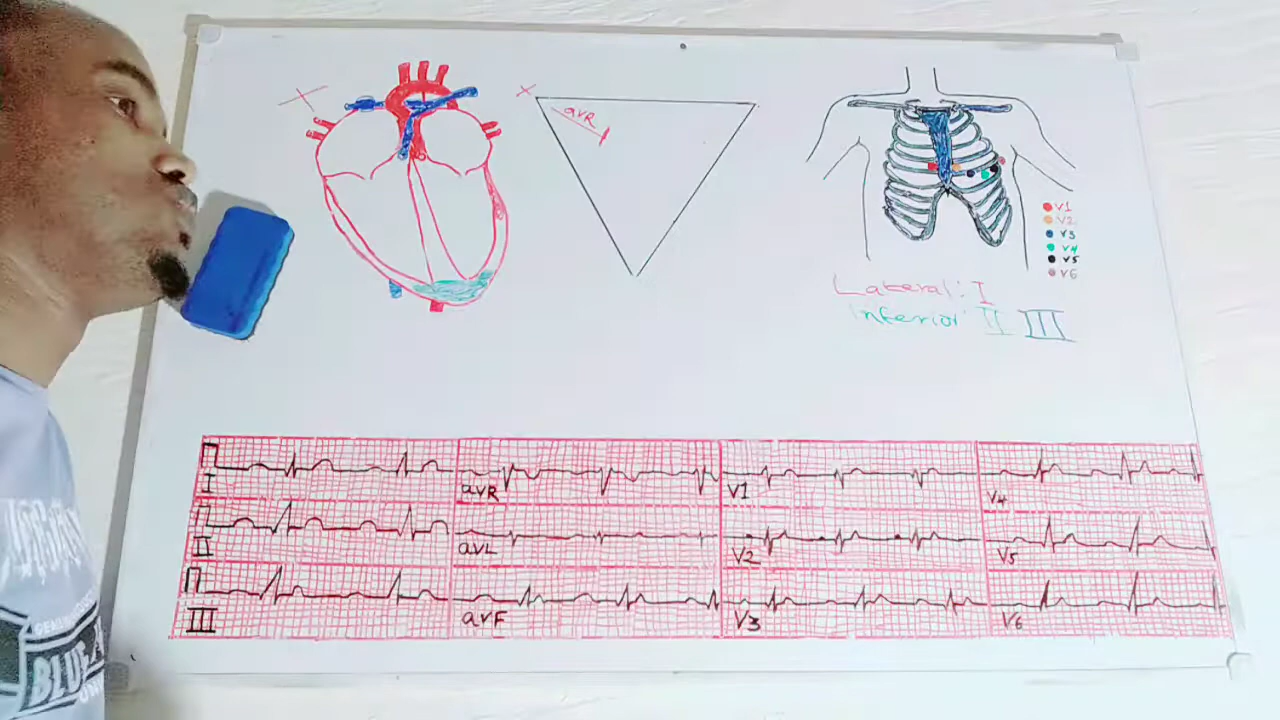 aVR
V1
V2
V3
V4
V5
V6
Lateral: I
Inferior: II III
I
aVR
V1
V4
II
aVL
V2
V5
III
aVF
V3
V6